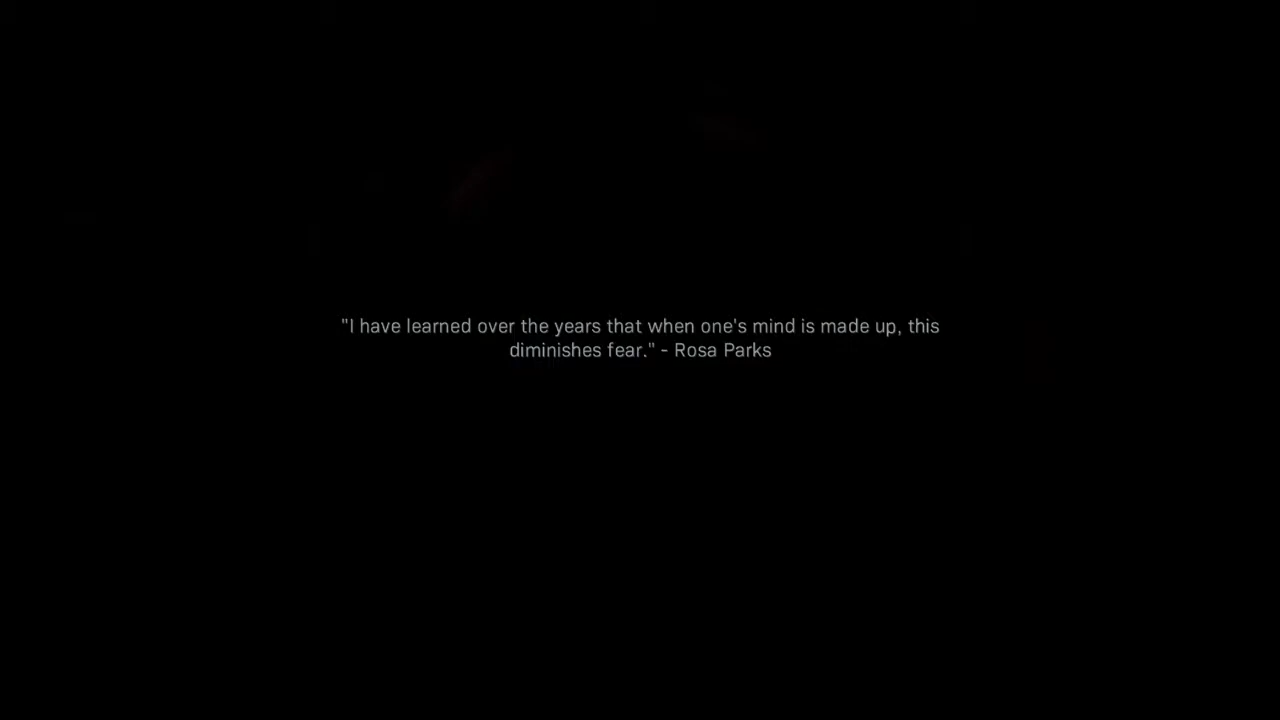 "I have learned over the years that when one's mind is made up, this
diminishes fear." - Rosa Parks